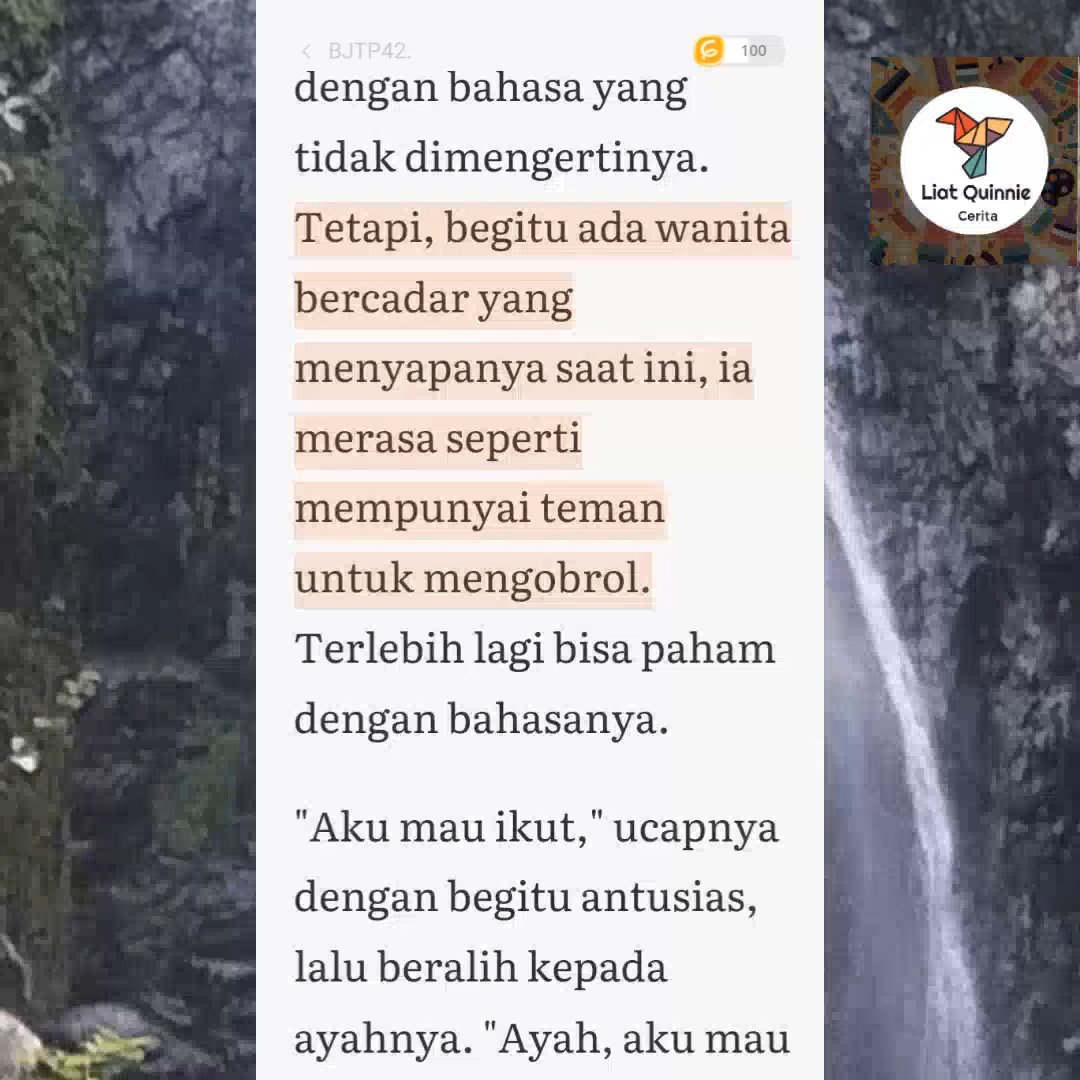 BJTP42.
100
dengan bahasa yang
tidak dimengertinya.
Tetapi, begitu ada wanita
bercadar yang
menyapanya saat ini, ia
merasa seperti
mempunyai teman
untuk mengobrol.
Terlebih lagi bisa paham
dengan bahasanya.
"Aku mau ikut," ucapnya
dengan begitu antusias,
lalu beralih kepada
ayahnya. "Ayah, aku mau
Liat Quinnie
Cerita